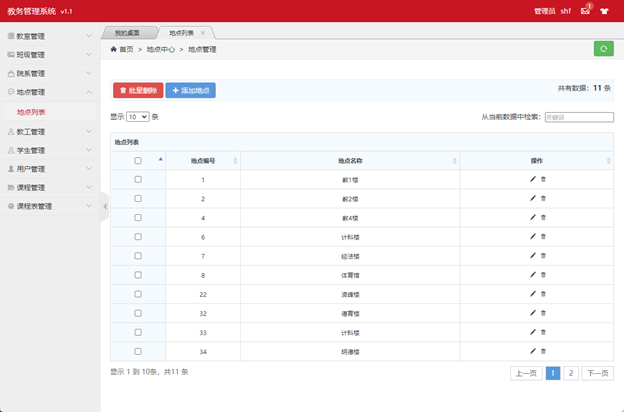 教务管理系统 v1.1
管理员 shf 1
教室管理
班级管理
院系管理
地点管理
地点列表
教工管理
学生管理
用户管理
课程管理
课程表管理
我的桌面 地点列表 ×
首页 > 地点中心 > 地点管理
批量删除 添加地点
共有数据：11 条
显示 10 条
从当前数据中检索： 关键词
地点列表
地点编号 地点名称 操作
1 教1楼
2 教2楼
4 教4楼
6 计科楼
7 经法楼
8 体育馆
22 凌峰楼
32 德育楼
33 计科楼
34 明德楼
显示 1 到 10条，共11 条
上一页 1 2 下一页